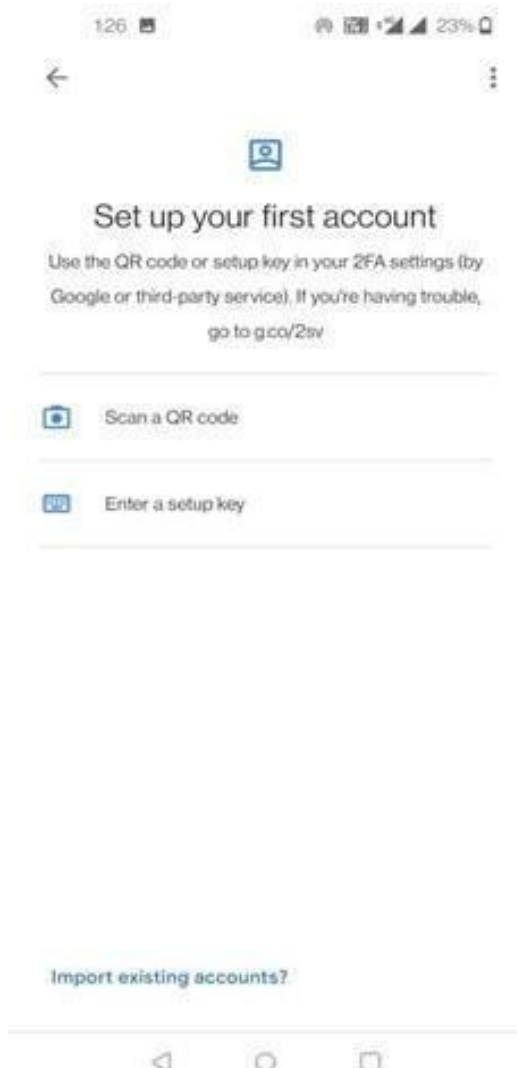 1:26
23%
Set up your first account
Use the QR code or setup key in your 2FA settings (by
Google or third-party service). If you're having trouble,
go to g.co/2sv
Scan a QR code
Enter a setup key
Import existing accounts?